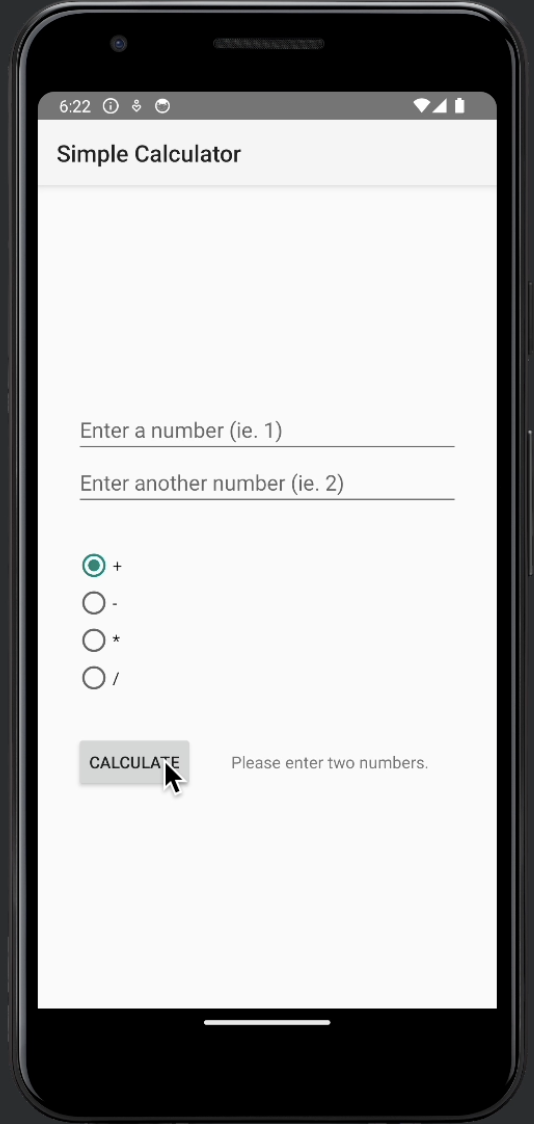 6:22
Simple Calculator
Enter a number (ie. 1)
Enter another number (ie. 2)
+
-
*
/
CALCULATE Please enter two numbers.